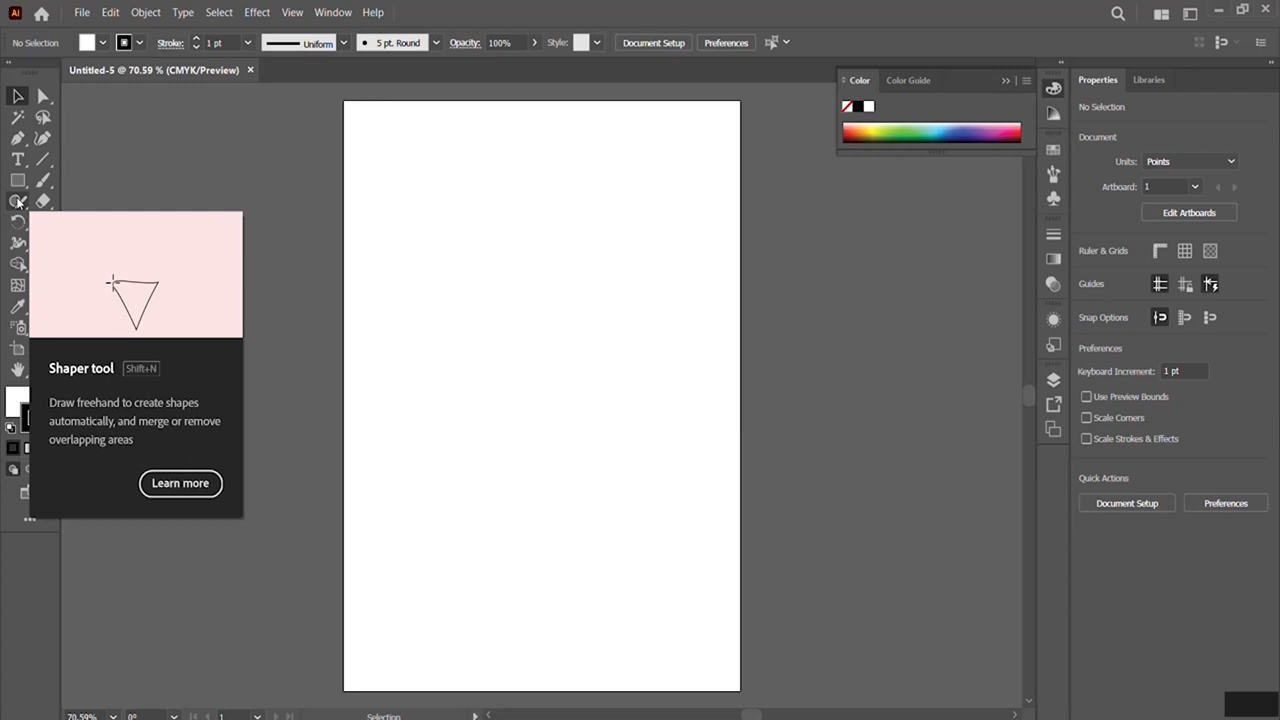 Ai
File Edit Object Type Select Effect View Window Help
No Selection Stroke: 1 pt Uniform 5 pt. Round Opacity: 100% Style: Document Setup Preferences
Untitled-5 @ 70.59 % (CMYK/Preview) ×
Color Color Guide
Properties Libraries
No Selection
Document
Units: Points
Artboard: 1
Edit Artboards
Ruler & Grids
Guides
Snap Options
Preferences
Keyboard Increment: 1 pt
Use Preview Bounds
Scale Corners
Scale Strokes & Effects
Quick Actions
Document Setup Preferences
Shaper tool Shift+N
Draw freehand to create shapes
automatically, and merge or remove
overlapping areas
Learn more
70.59% 0° 1 Selection